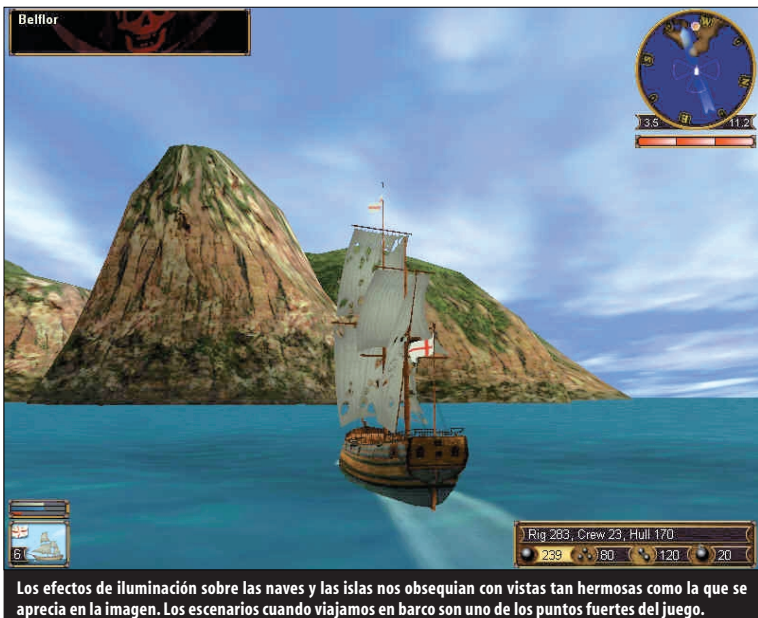 Belflor
W
S
N
E
3.5 11.2
1
6
Rig 283, Crew 23, Hull 170
239 80 120 20
Los efectos de iluminación sobre las naves y las islas nos obsequian con vistas tan hermosas como la que se
aprecia en la imagen. Los escenarios cuando viajamos en barco son uno de los puntos fuertes del juego.